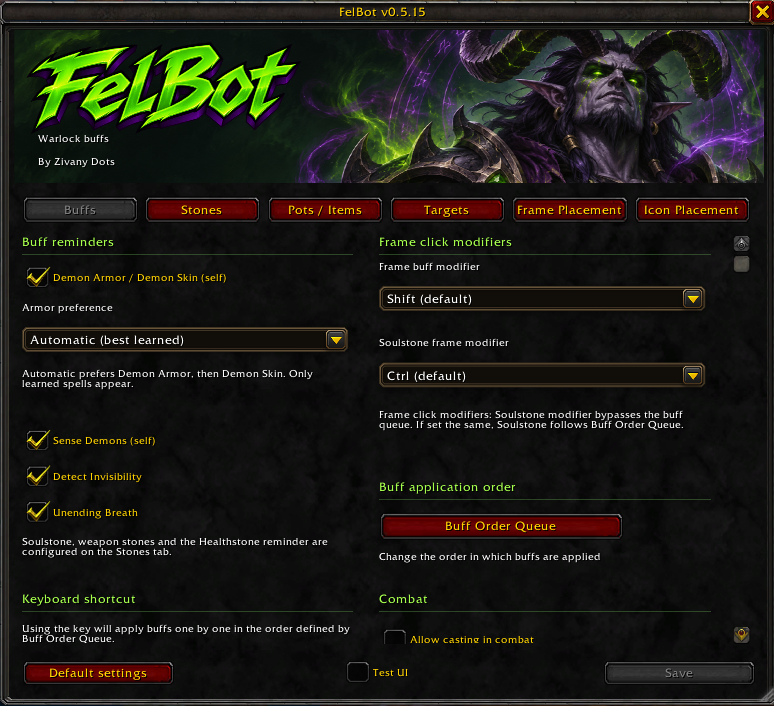 FelBot v0.5.15
FELBOT
Warlock buffs
By Zivany Dots
Buffs
Stones
Pots / Items
Targets
Frame Placement
Icon Placement
Buff reminders
Demon Armor / Demon Skin (self)
Armor preference
Automatic (best learned)
Automatic prefers Demon Armor, then Demon Skin. Only
learned spells appear.
Sense Demons (self)
Detect Invisibility
Unending Breath
Soulstone, weapon stones and the Healthstone reminder are
configured on the Stones tab.
Keyboard shortcut
Using the key will apply buffs one by one in the order defined by
Buff Order Queue.
Frame click modifiers
Frame buff modifier
Shift (default)
Soulstone frame modifier
Ctrl (default)
Frame click modifiers: Soulstone modifier bypasses the buff
queue. If set the same, Soulstone follows Buff Order Queue.
Buff application order
Buff Order Queue
Change the order in which buffs are applied
Combat
Allow casting in combat
Default settings
Test UI
Save